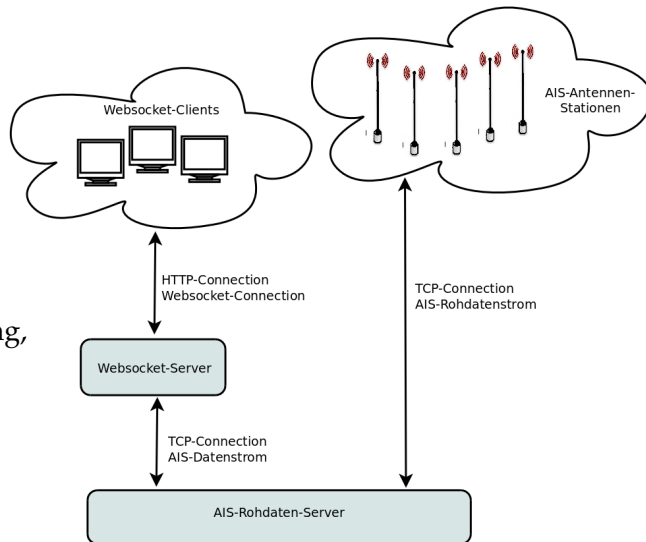 Websocket-Clients
AIS-Antennen-
Stationen
HTTP-Connection
Websocket-Connection
TCP-Connection
AIS-Rohdatenstrom
ng,
Websocket-Server
TCP-Connection
AIS-Datenstrom
AIS-Rohdaten-Server